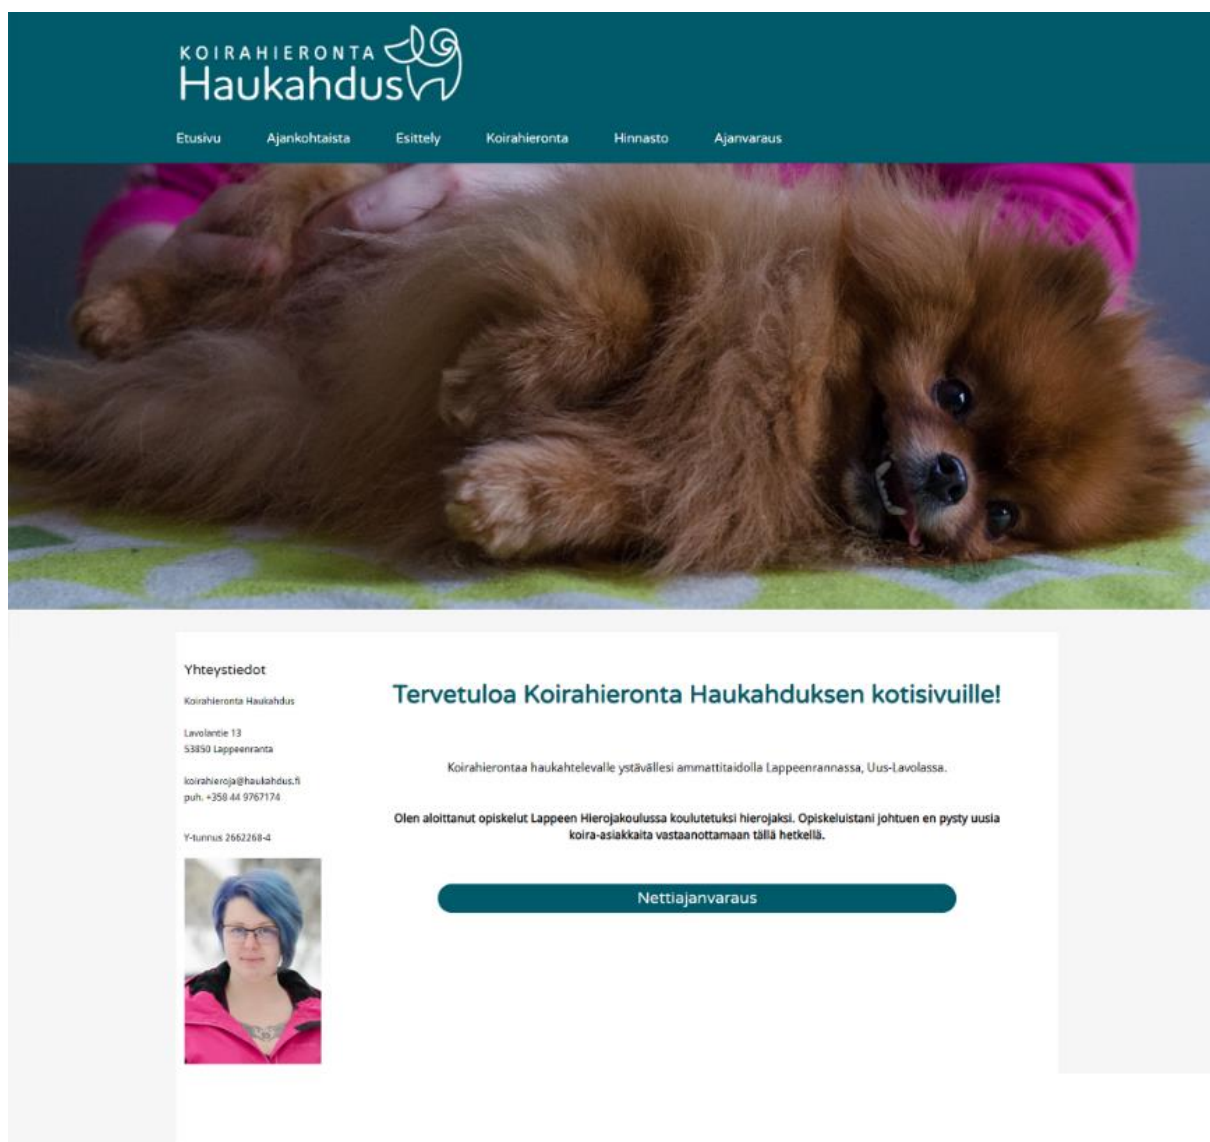 KOIRAHIERONTA
Haukahdus
Etusivu Ajankohtaista Esittely Koirahieronta Hinnasto Ajanvaraus
Yhteystiedot
Koirahieronta Haukahdus
Lavolantie 13
53850 Lappeenranta
koirahieroja@haukahdus.fi
puh. +358 44 9767174
Y-tunnus 2662268-4
Tervetuloa Koirahieronta Haukahduksen kotisivuille!
Koirahierontaa haukahtelevalle ystävällesi ammattitaidolla Lappeenrannassa, Uus-Lavolassa.
Olen aloittanut opiskelut Lappeen Hierojakoulussa koulutetuksi hierojaksi. Opiskeluistani johtuen en pysty uusia
koira-asiakkaita vastaanottamaan tällä hetkellä.
Nettiajanvaraus